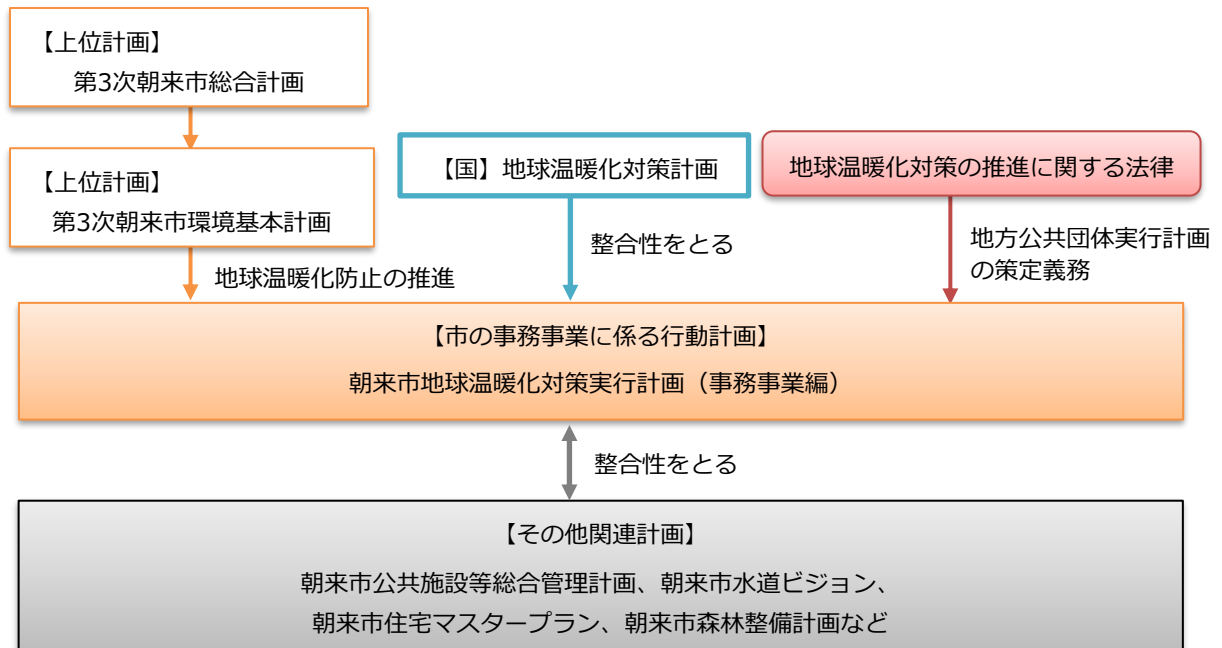 【上位計画】
第3次朝来市総合計画
【上位計画】
第3次朝来市環境基本計画
【国】地球温暖化対策計画
地球温暖化対策の推進に関する法律
地球温暖化防止の推進
整合性をとる
地方公共団体実行計画
の策定義務
【市の事務事業に係る行動計画】
朝来市地球温暖化対策実行計画（事務事業編）
整合性をとる
【その他関連計画】
朝来市公共施設等総合管理計画、朝来市水道ビジョン、
朝来市住宅マスタープラン、朝来市森林整備計画など